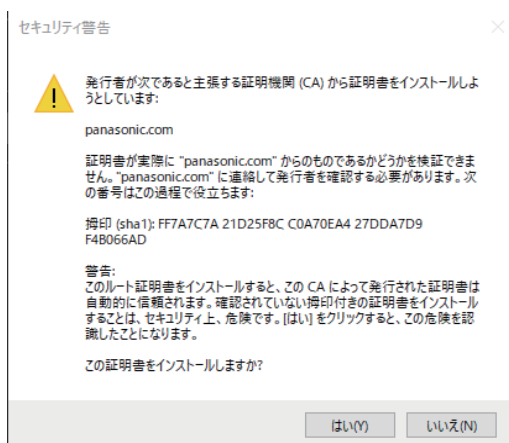 セキュリティ警告
発行者が次であると主張する証明機関 (CA) から証明書をインストールしよ
うとしています:
panasonic.com
証明書が実際に "panasonic.com" からのものであるかどうかを検証できま
せん。"panasonic.com" に連絡して発行者を確認する必要があります。次
の番号はこの過程で役立ちます:
拇印 (sha1): FF7A7C7A 21D25F8C C0A70EA4 27DDA7D9
F4B066AD
警告:
このルート証明書をインストールすると、この CA によって発行された証明書は
自動的に信頼されます。確認されていない拇印付きの証明書をインストール
することは、セキュリティ上、危険です。[はい] をクリックすると、この危険を認
識したことになります。
この証明書をインストールしますか?
はい(Y) いいえ(N)